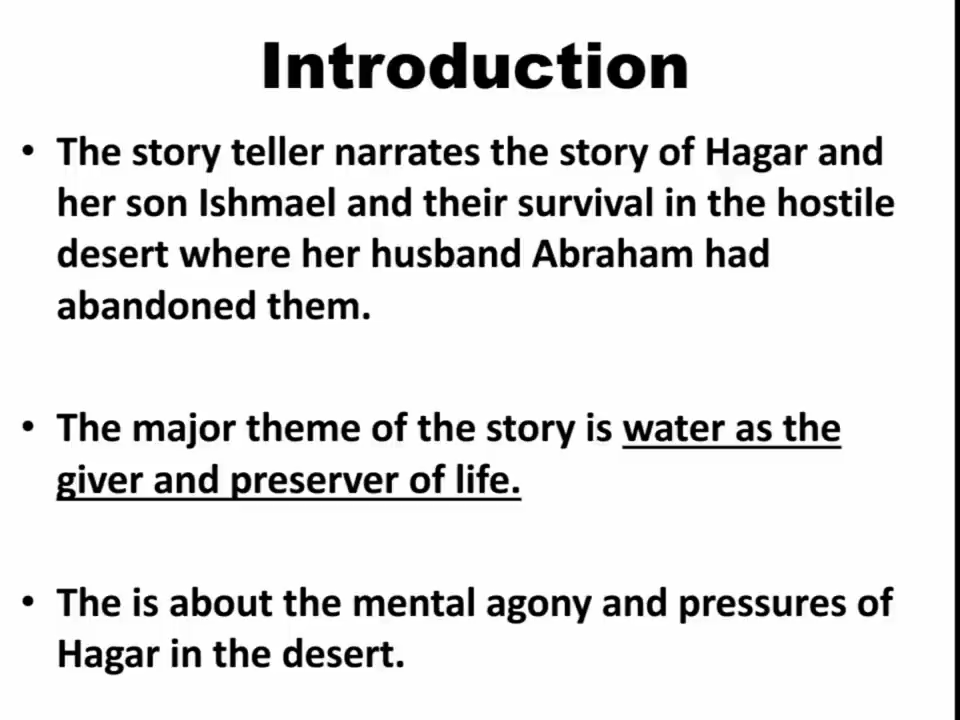 Introduction
• The story teller narrates the story of Hagar and
her son Ishmael and their survival in the hostile
desert where her husband Abraham had
abandoned them.
• The major theme of the story is water as the
giver and preserver of life.
• The is about the mental agony and pressures of
Hagar in the desert.